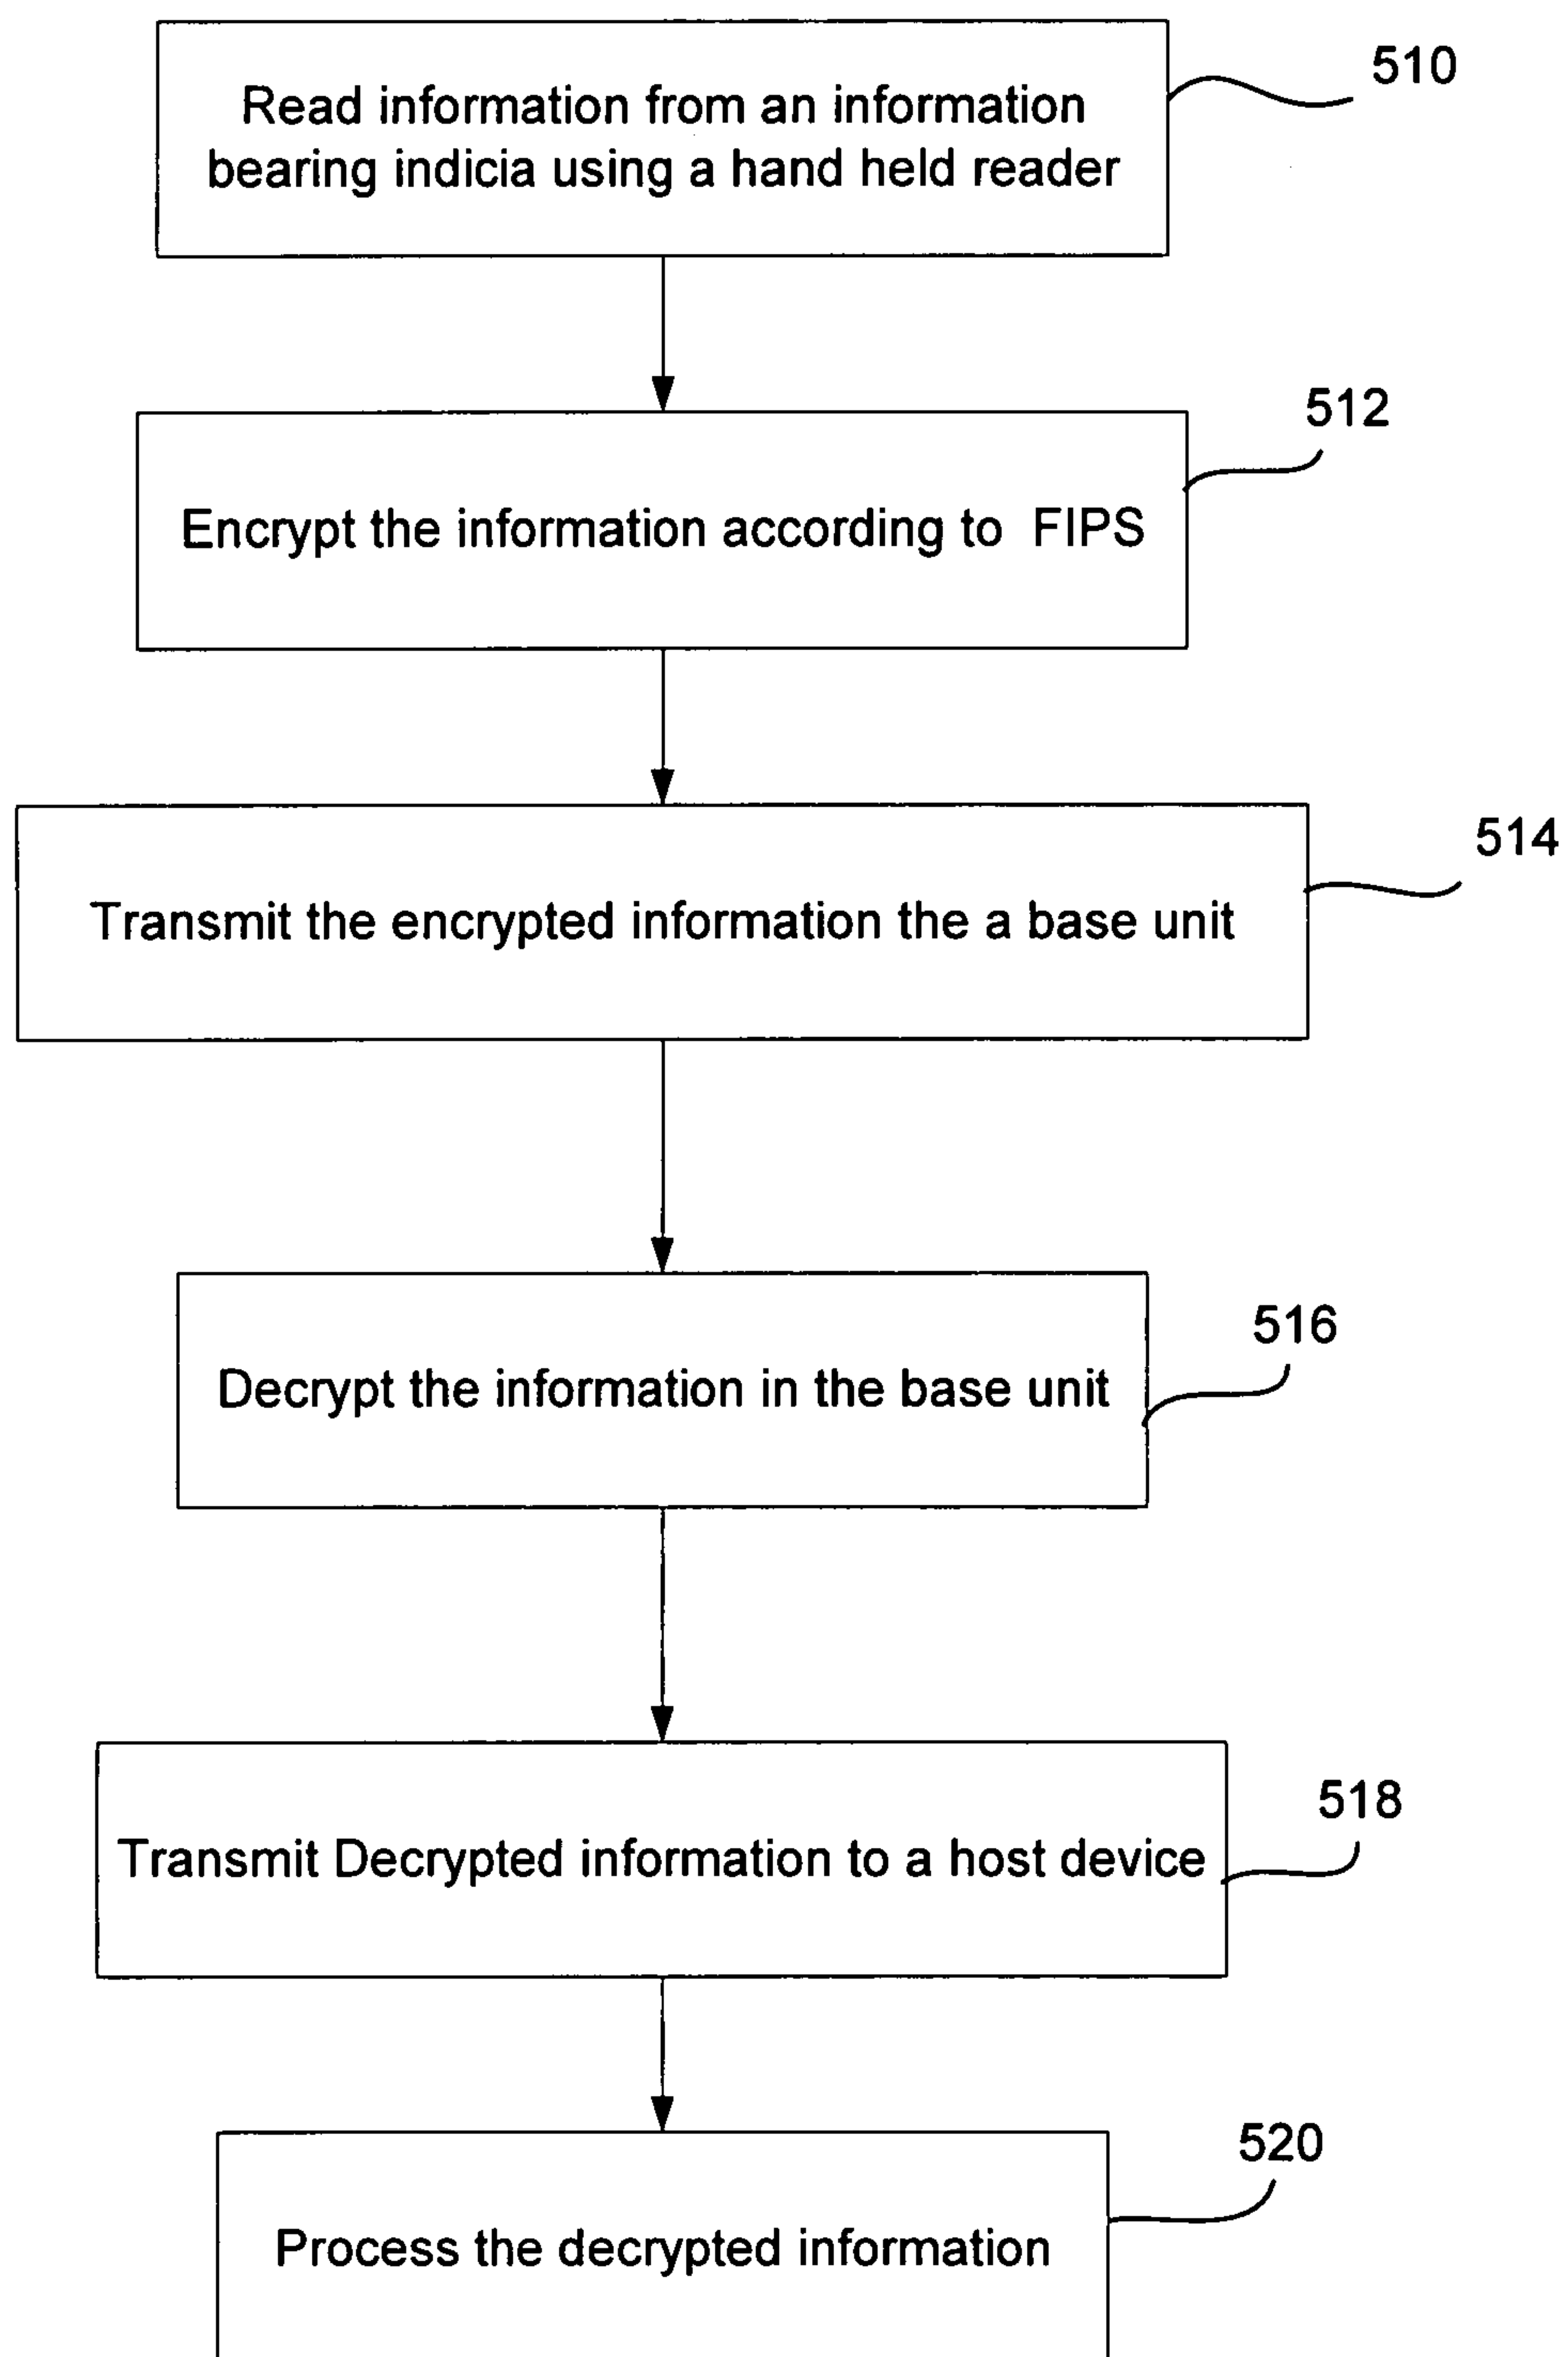 510
Read information from an information
bearing indicia using a hand held reader
512
Encrypt the information according to  FIPS
514
Transmit the encrypted information the a base unit
516
Decrypt the information in the base unit
518
Transmit Decrypted information to a host device
520
Process the decrypted information